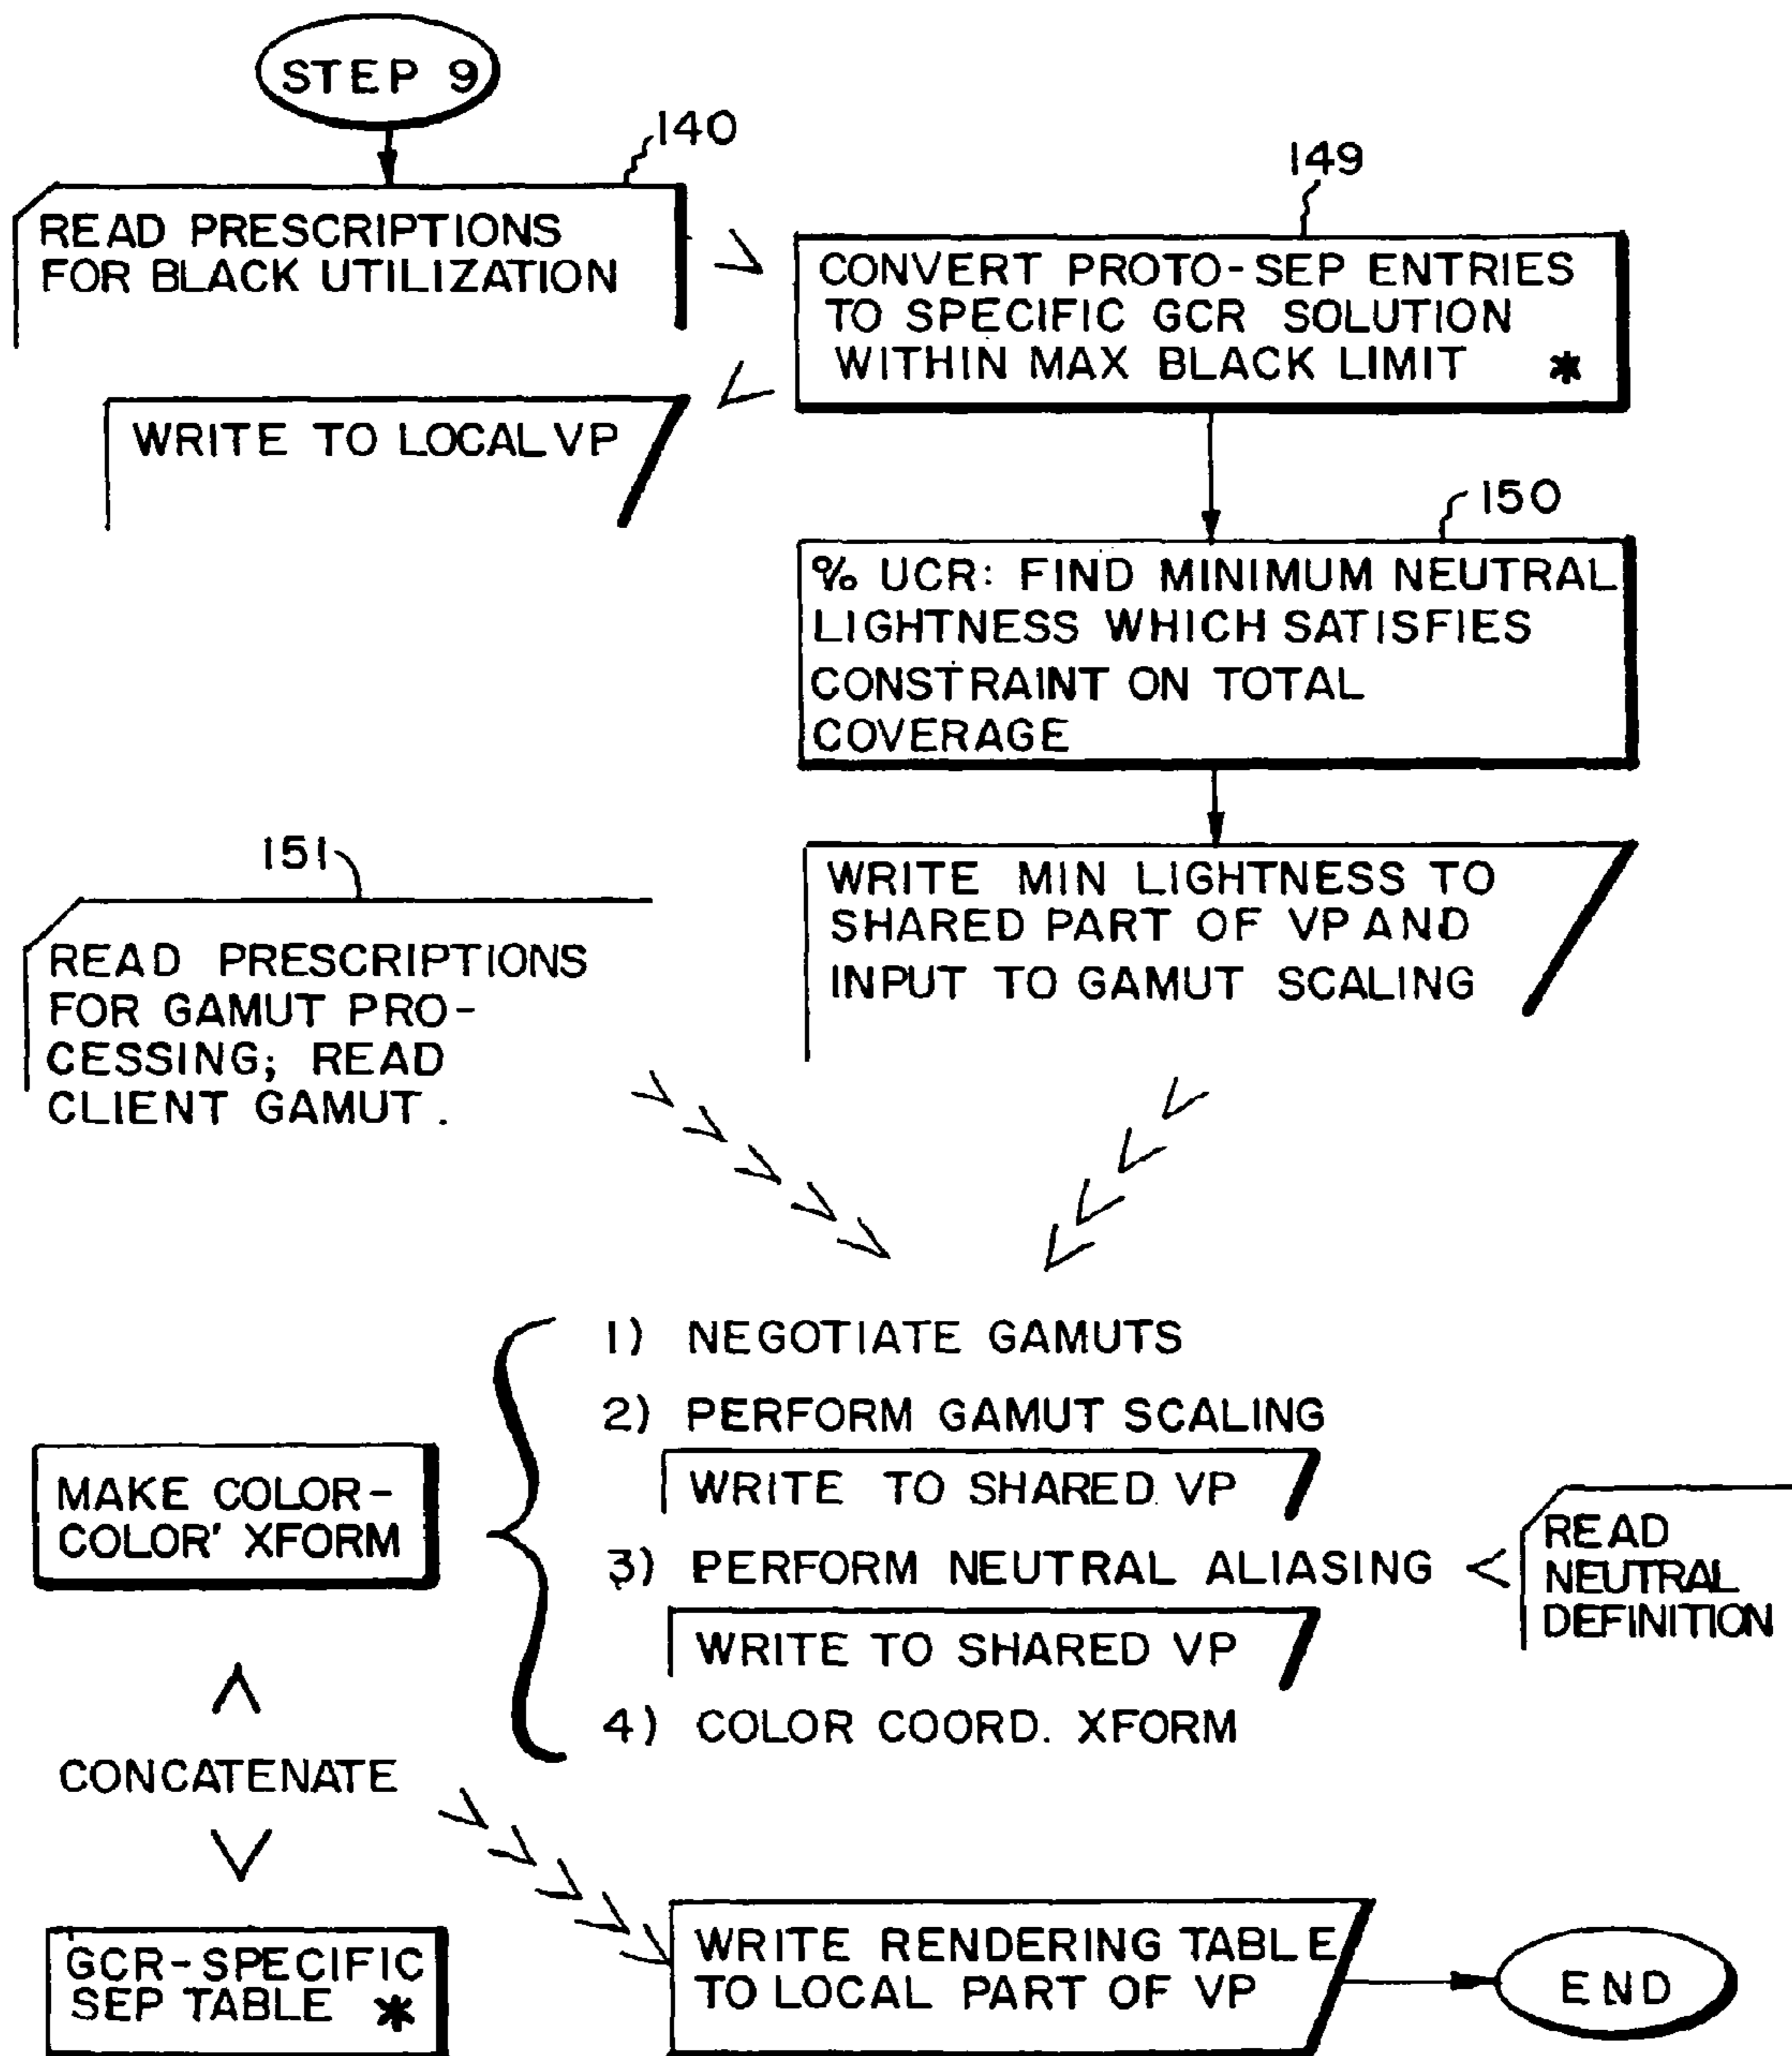 STEP 9
140
READ PRESCRIPTIONS
FOR BLACK UTILIZATION
149
CONVERT PROTO-SEP ENTRIES
TO SPECIFIC GCR SOLUTION
WITHIN MAX BLACK LIMIT *
WRITE TO LOCAL VP
150
% UCR: FIND MINIMUM NEUTRAL
LIGHTNESS WHICH SATISFIES
CONSTRAINT ON TOTAL
COVERAGE
WRITE MIN LIGHTNESS TO
SHARED PART OF VP AND
INPUT TO GAMUT SCALING
151
READ PRESCRIPTIONS
FOR GAMUT PRO-
CESSING; READ
CLIENT GAMUT.
1) NEGOTIATE GAMUTS
2) PERFORM GAMUT SCALING
WRITE TO SHARED VP
3) PERFORM NEUTRAL ALIASING
READ
NEUTRAL
DEFINITION
WRITE TO SHARED VP
4) COLOR COORD. XFORM
MAKE COLOR-
COLOR' XFORM
CONCATENATE
GCR-SPECIFIC
SEP TABLE *
WRITE RENDERING TABLE
TO LOCAL PART OF VP
END